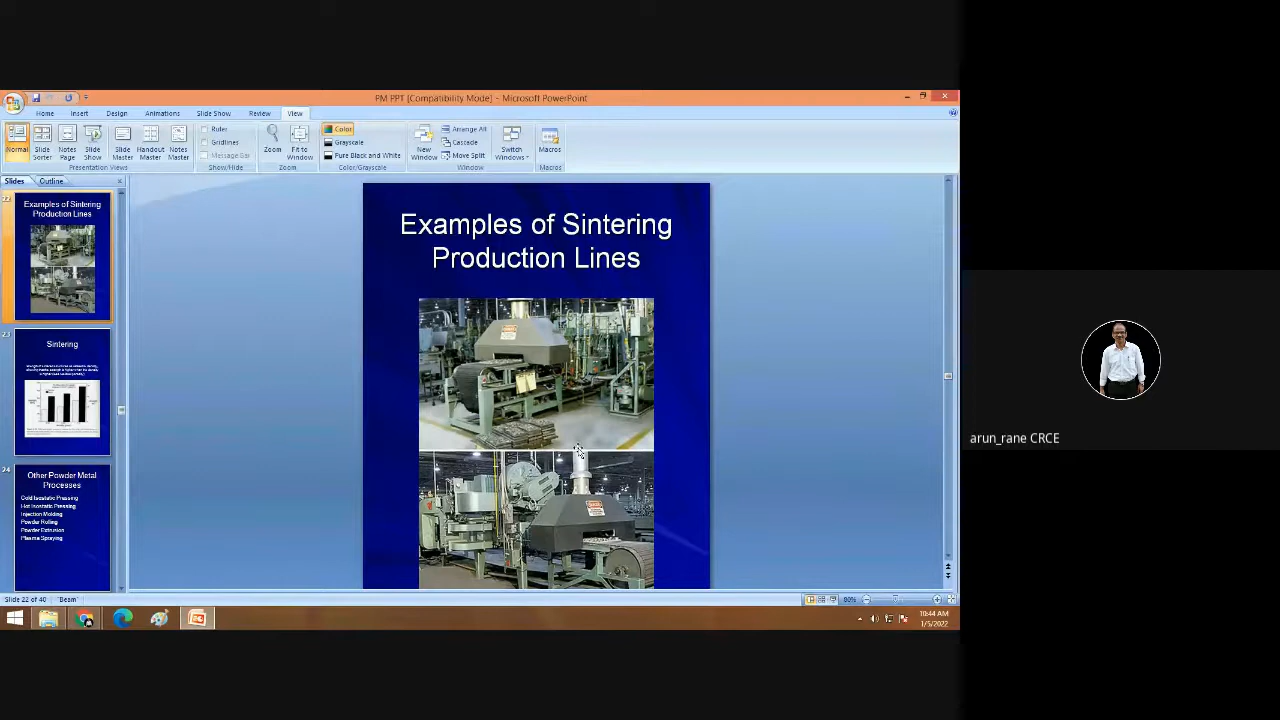 PM PPT [Compatibility Mode] - Microsoft PowerPoint
Home Insert Design Animations Slide Show Review View
Normal
Slide Sorter
Notes Page
Slide Show
Slide Master
Handout Master
Notes Master
Presentation Views
Ruler
Gridlines
Message Bar
Show/Hide
Zoom
Fit to Window
Zoom
Color
Grayscale
Pure Black and White
Color/Grayscale
New Window
Arrange All
Cascade
Move Split
Switch Windows
Window
Macros
Macros
Slides Outline
22
Examples of Sintering
Production Lines
23
Sintering
24
Other Powder Metal
Processes
Cold Isostatic Pressing
Hot Isostatic Pressing
Injection Molding
Powder Rolling
Powder Extrusion
Plasma Spraying
Examples of Sintering
Production Lines
arun_rane CRCE
Slide 22 of 40 "Beam"
80%
10:44 AM
1/5/2022